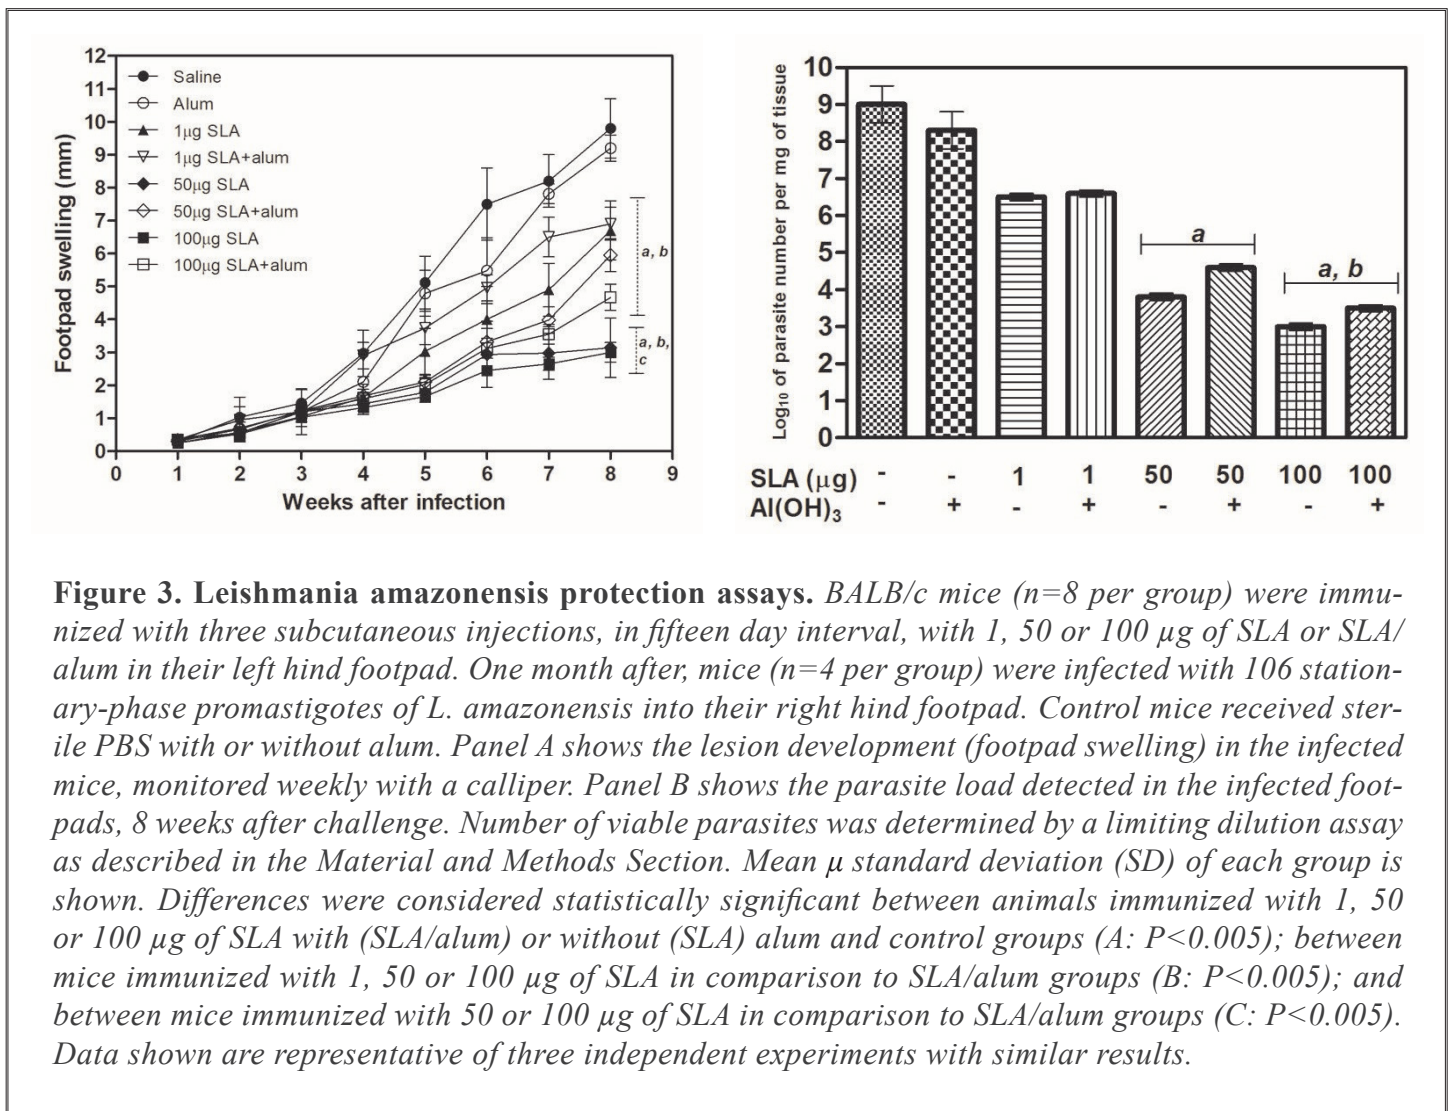 12
11
10
9
8
7
6
5
4
3
2
1
0
Footpad swelling (mm)
Saline
Alum
1µg SLA
1µg SLA+alum
50µg SLA
50µg SLA+alum
100µg SLA
100µg SLA+alum
a, b
a, b,
c
0 1 2 3 4 5 6 7 8 9
Weeks after infection
Log₁₀ of parasite number per mg of tissue
10
9
8
7
6
5
4
3
2
1
0
a
a, b
SLA (µg) - - 1 1 50 50 100 100
Al(OH)₃ - + - + - + - +
Figure 3. Leishmania amazonensis protection assays. BALB/c mice (n=8 per group) were immu-
nized with three subcutaneous injections, in fifteen day interval, with 1, 50 or 100 µg of SLA or SLA/
alum in their left hind footpad. One month after, mice (n=4 per group) were infected with 106 station-
ary-phase promastigotes of L. amazonensis into their right hind footpad. Control mice received ster-
ile PBS with or without alum. Panel A shows the lesion development (footpad swelling) in the infected
mice, monitored weekly with a calliper. Panel B shows the parasite load detected in the infected foot-
pads, 8 weeks after challenge. Number of viable parasites was determined by a limiting dilution assay
as described in the Material and Methods Section. Mean µ standard deviation (SD) of each group is
shown. Differences were considered statistically significant between animals immunized with 1, 50
or 100 µg of SLA with (SLA/alum) or without (SLA) alum and control groups (A: P<0.005); between
mice immunized with 1, 50 or 100 µg of SLA in comparison to SLA/alum groups (B: P<0.005); and
between mice immunized with 50 or 100 µg of SLA in comparison to SLA/alum groups (C: P<0.005).
Data shown are representative of three independent experiments with similar results.